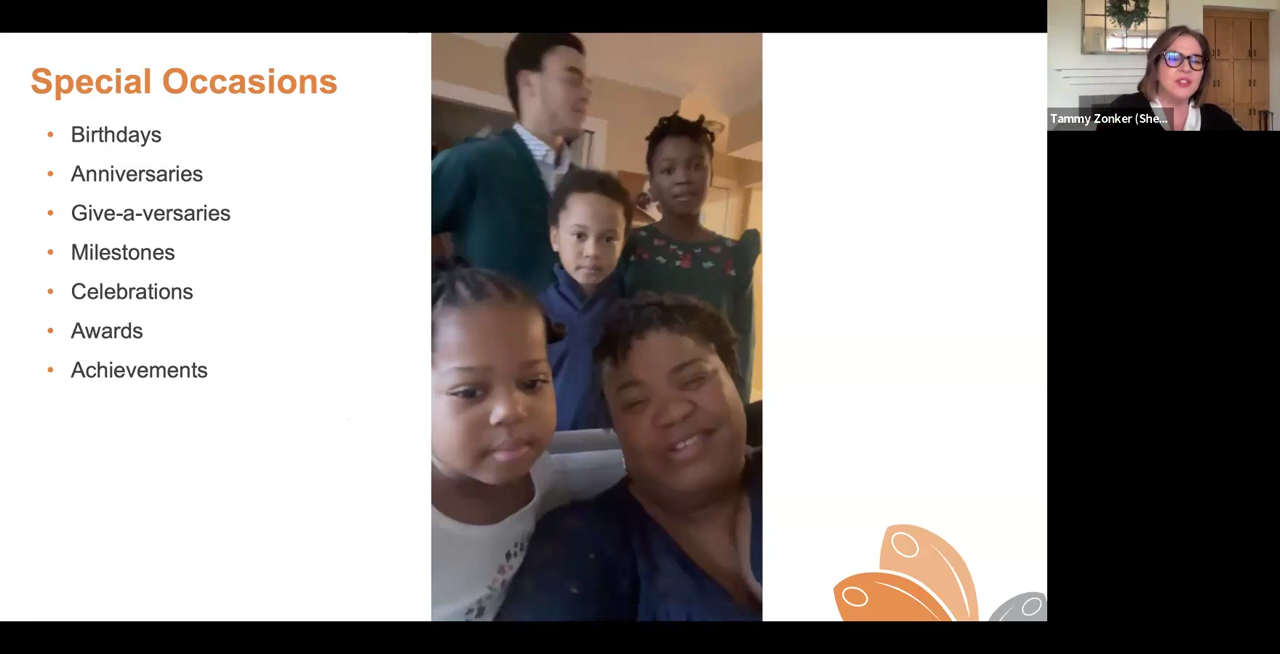 Special Occasions
• Birthdays
• Anniversaries
• Give-a-versaries
• Milestones
• Celebrations
• Awards
• Achievements
Tammy Zonker (She...